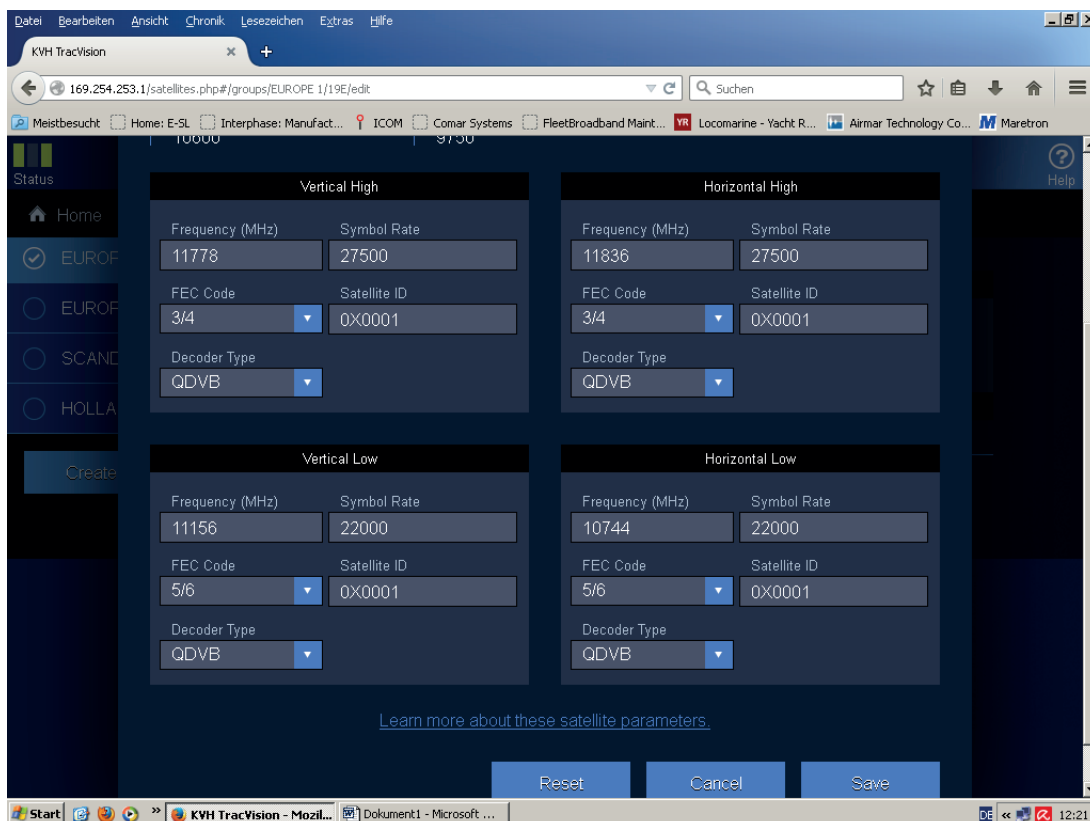 Datei Bearbeiten Ansicht Chronik Lesezeichen Extras Hilfe
KVH TracVision
169.254.253.1/satellites.php#/groups/EUROPE 1/19E/edit
Suchen
Meistbesucht Home: E-SL Interphase: Manufact... ICOM Comar Systems FleetBroadband Maint... YR Locomarine - Yacht R... Airmar Technology Co... M Maretron
10600 9750
Status
Help
Vertical High Horizontal High
Home
Frequency (MHz) Symbol Rate Frequency (MHz) Symbol Rate
EUROP 11778 27500 11836 27500
FEC Code Satellite ID FEC Code Satellite ID
EUROP 3/4 0X0001 3/4 0X0001
SCAND Decoder Type Decoder Type
QDVB QDVB
HOLLA
Vertical Low Horizontal Low
Create
Frequency (MHz) Symbol Rate Frequency (MHz) Symbol Rate
11156 22000 10744 22000
FEC Code Satellite ID FEC Code Satellite ID
5/6 0X0001 5/6 0X0001
Decoder Type Decoder Type
QDVB QDVB
Learn more about these satellite parameters.
Reset Cancel Save
Start KVH TracVision - Mozil... Dokument1 - Microsoft ... DE 12:21